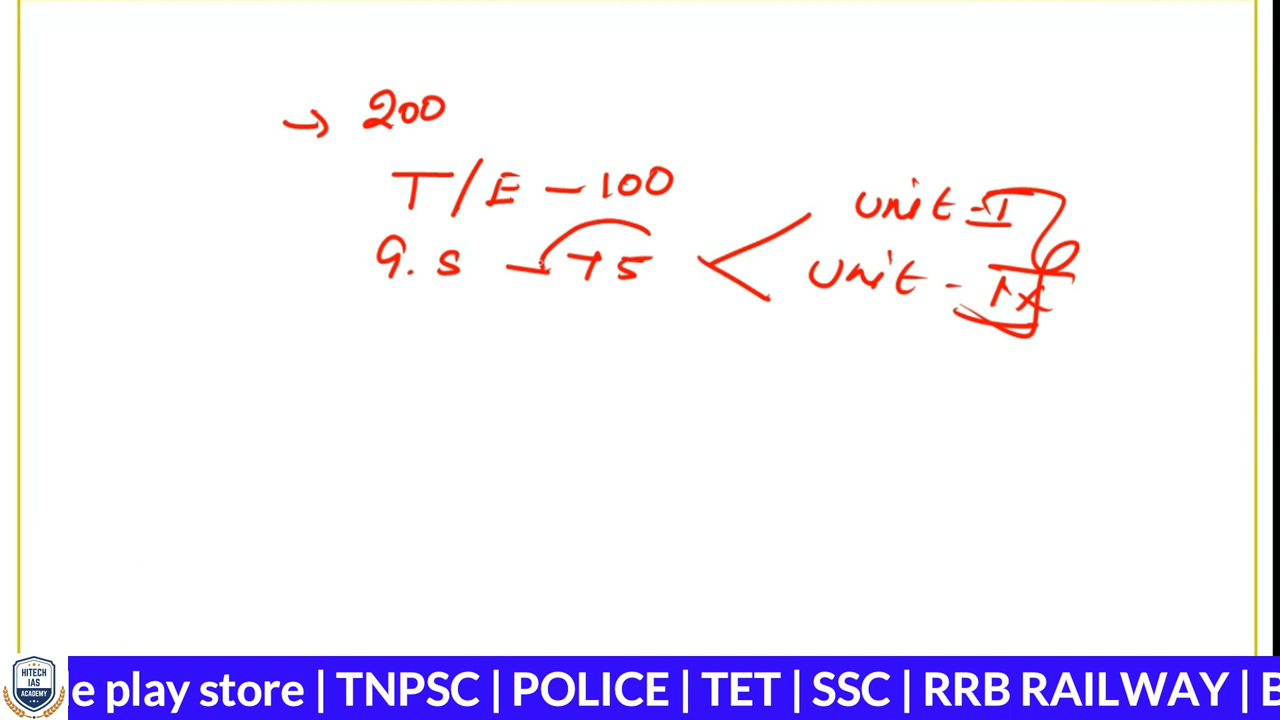 → 200
T/E - 100
G.S - 75
Unit - I
Unit - IX
HITECH
IAS
ACADEMY
e play store | TNPSC | POLICE | TET | SSC | RRB RAILWAY | B